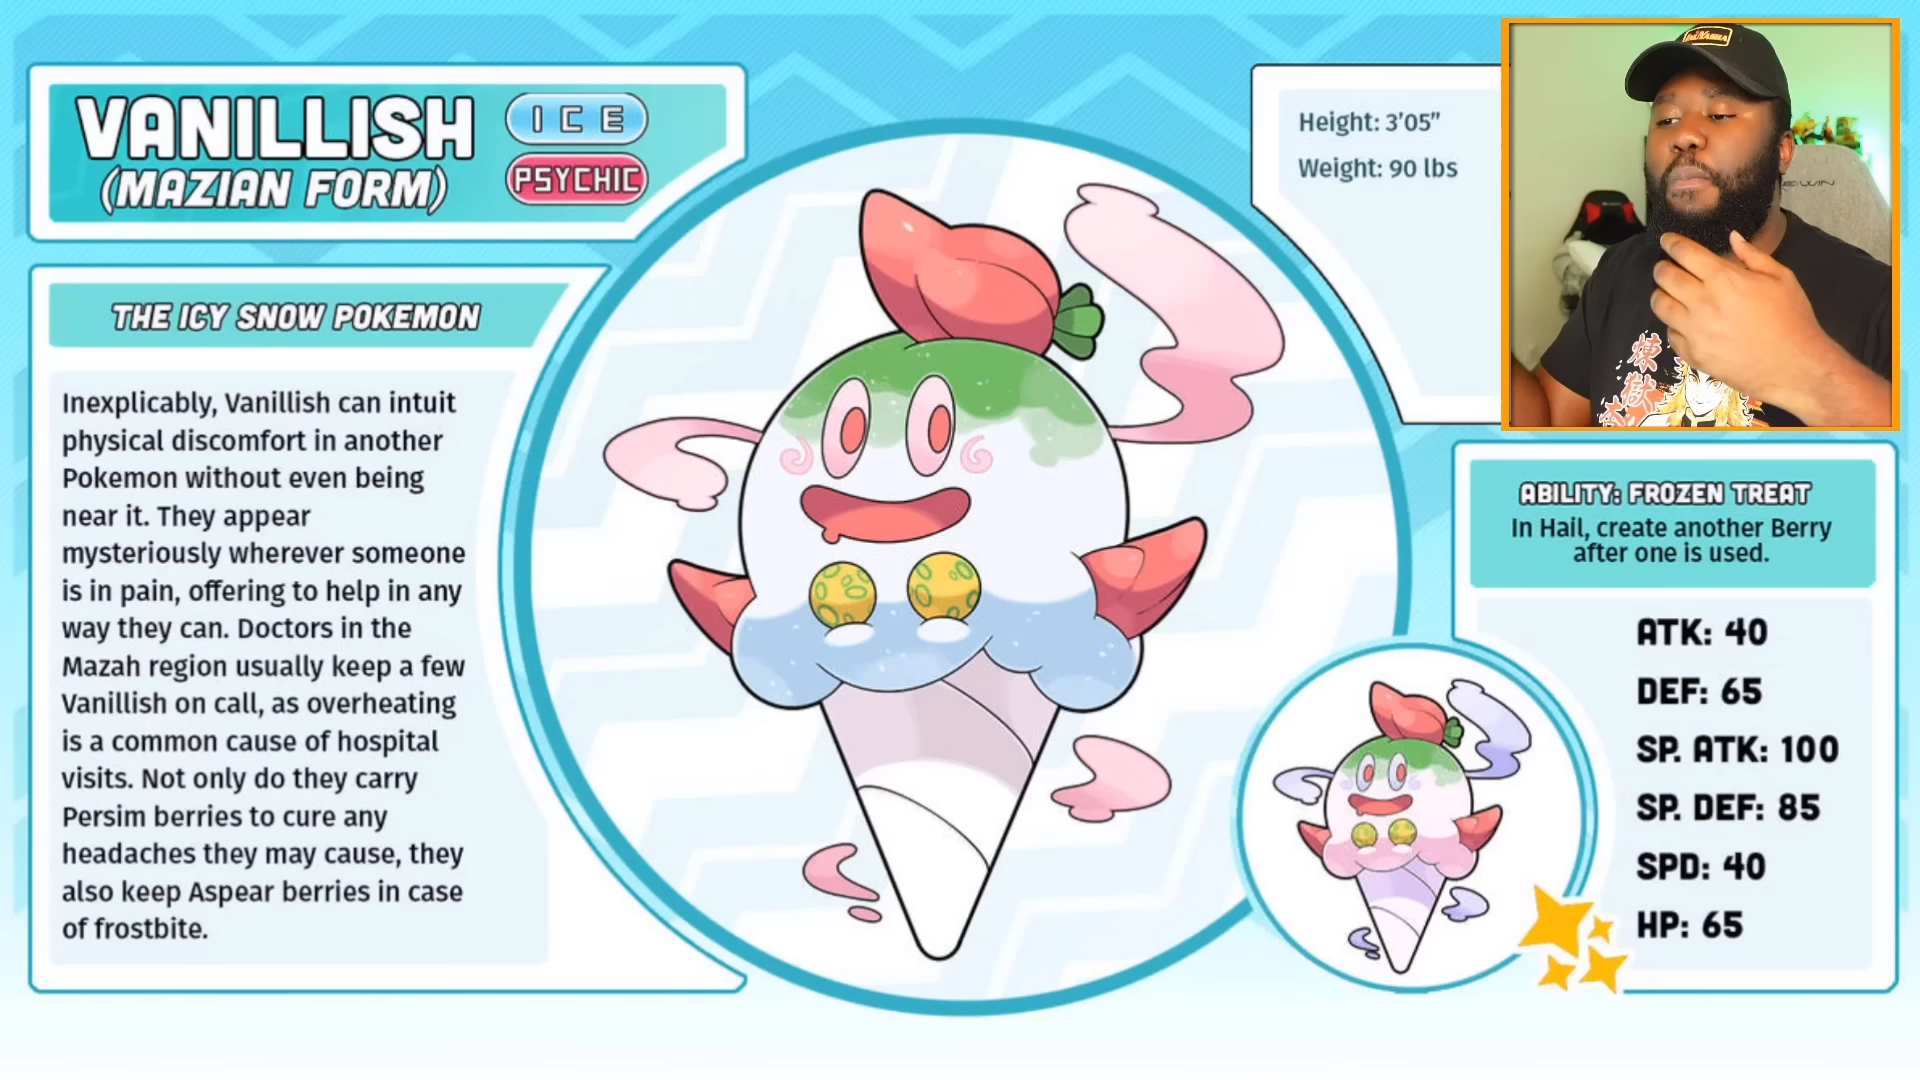 VANILLISH
(MAZIAN FORM)
ICE
PSYCHIC
THE ICY SNOW POKEMON
Inexplicably, Vanillish can intuit
physical discomfort in another
Pokemon without even being
near it. They appear
mysteriously wherever someone
is in pain, offering to help in any
way they can. Doctors in the
Mazah region usually keep a few
Vanillish on call, as overheating
is a common cause of hospital
visits. Not only do they carry
Persim berries to cure any
headaches they may cause, they
also keep Aspear berries in case
of frostbite.
Height: 3'05"
Weight: 90 lbs
INUYASHA
E-WIN
煉
獄
ABILITY: FROZEN TREAT
In Hail, create another Berry
after one is used.
ATK: 40
DEF: 65
SP. ATK: 100
SP. DEF: 85
SPD: 40
HP: 65